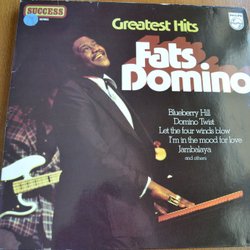 SUCCESS
Greatest Hits
Fats
Domino
Blueberry Hill
Domino Twist
Let the four winds blow
I'm in the mood for love
Jambalaya
and others